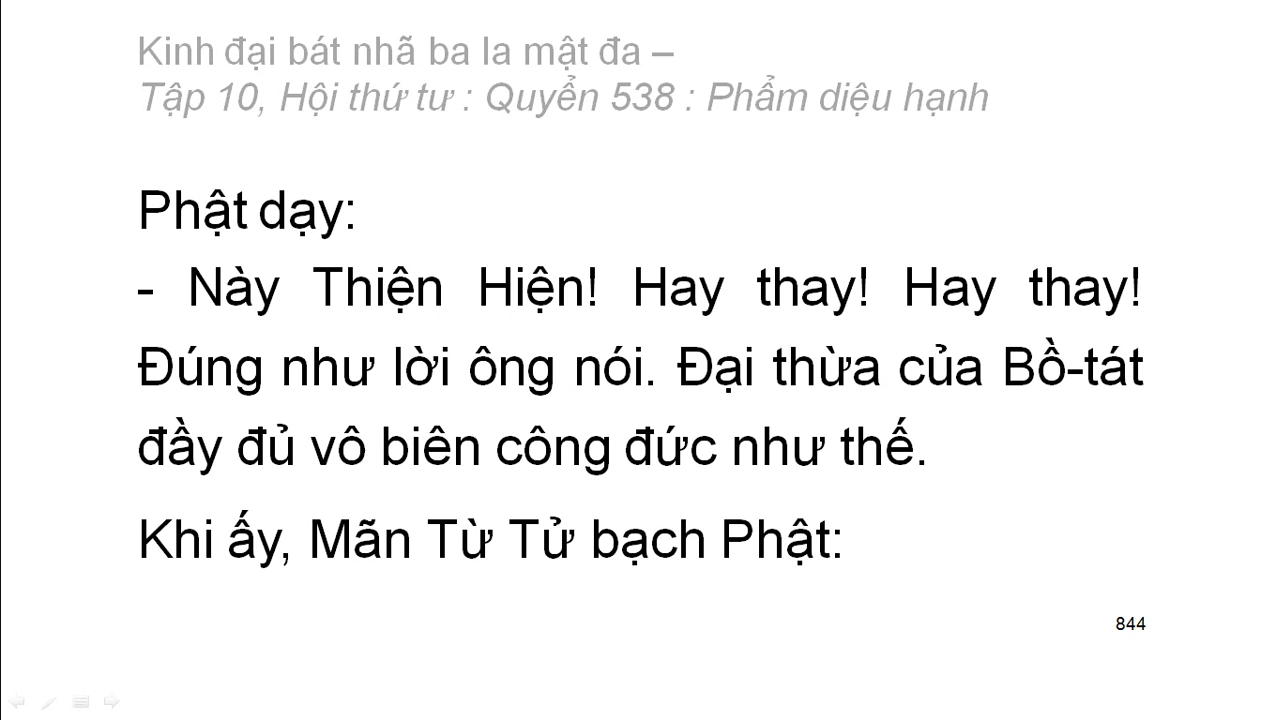 Kinh đại bát nhã ba la mật đa –
Tập 10, Hội thứ tư : Quyển 538 : Phẩm diệu hạnh
Phật dạy:
- Này Thiện Hiện! Hay thay! Hay thay!
Đúng như lời ông nói. Đại thừa của Bồ-tát
đầy đủ vô biên công đức như thế.
Khi ấy, Mãn Từ Tử bạch Phật:
844